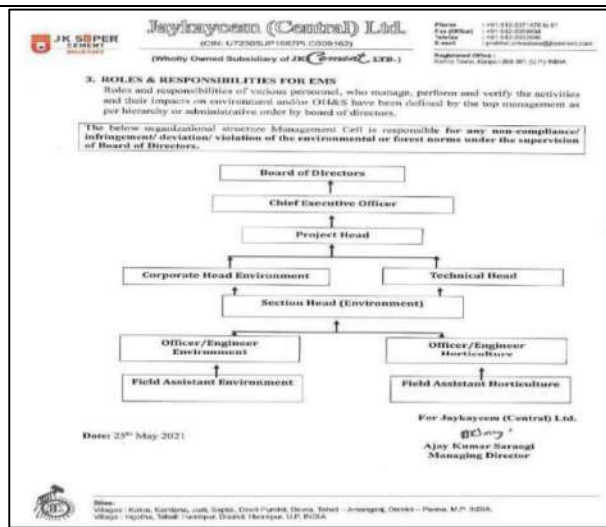 JK SUPER
CEMENT
Jaykaycem (Central) Ltd.
(Wholly Owned Subsidiary of JK Cement LTD.)
Phone
Fax (Office)
Telefax
E-mail
Registered Office :
3. ROLES & RESPONSIBILITIES FOR EMS
Roles and responsibilities of various personnel, who manage, perform and verify the activities
and their impacts on environment and/or OH&S have been defined by the top management as
per hierarchy or administrative order by board of directors.
The below organizational structure Management Cell is responsible for any non-compliance/
infringement/ deviation/ violation of the environmental or forest norms under the supervision
of Board of Directors.
Board of Directors
Chief Executive Officer
Project Head
Corporate Head Environment
Technical Head
Section Head (Environment)
Officer/Engineer
Environment
Officer/Engineer
Horticulture
Field Assistant Environment
Field Assistant Horticulture
For Jaykaycem (Central) Ltd.
Date: 25th May 2021
Ajay Kumar Saraogi
Managing Director
Sites: